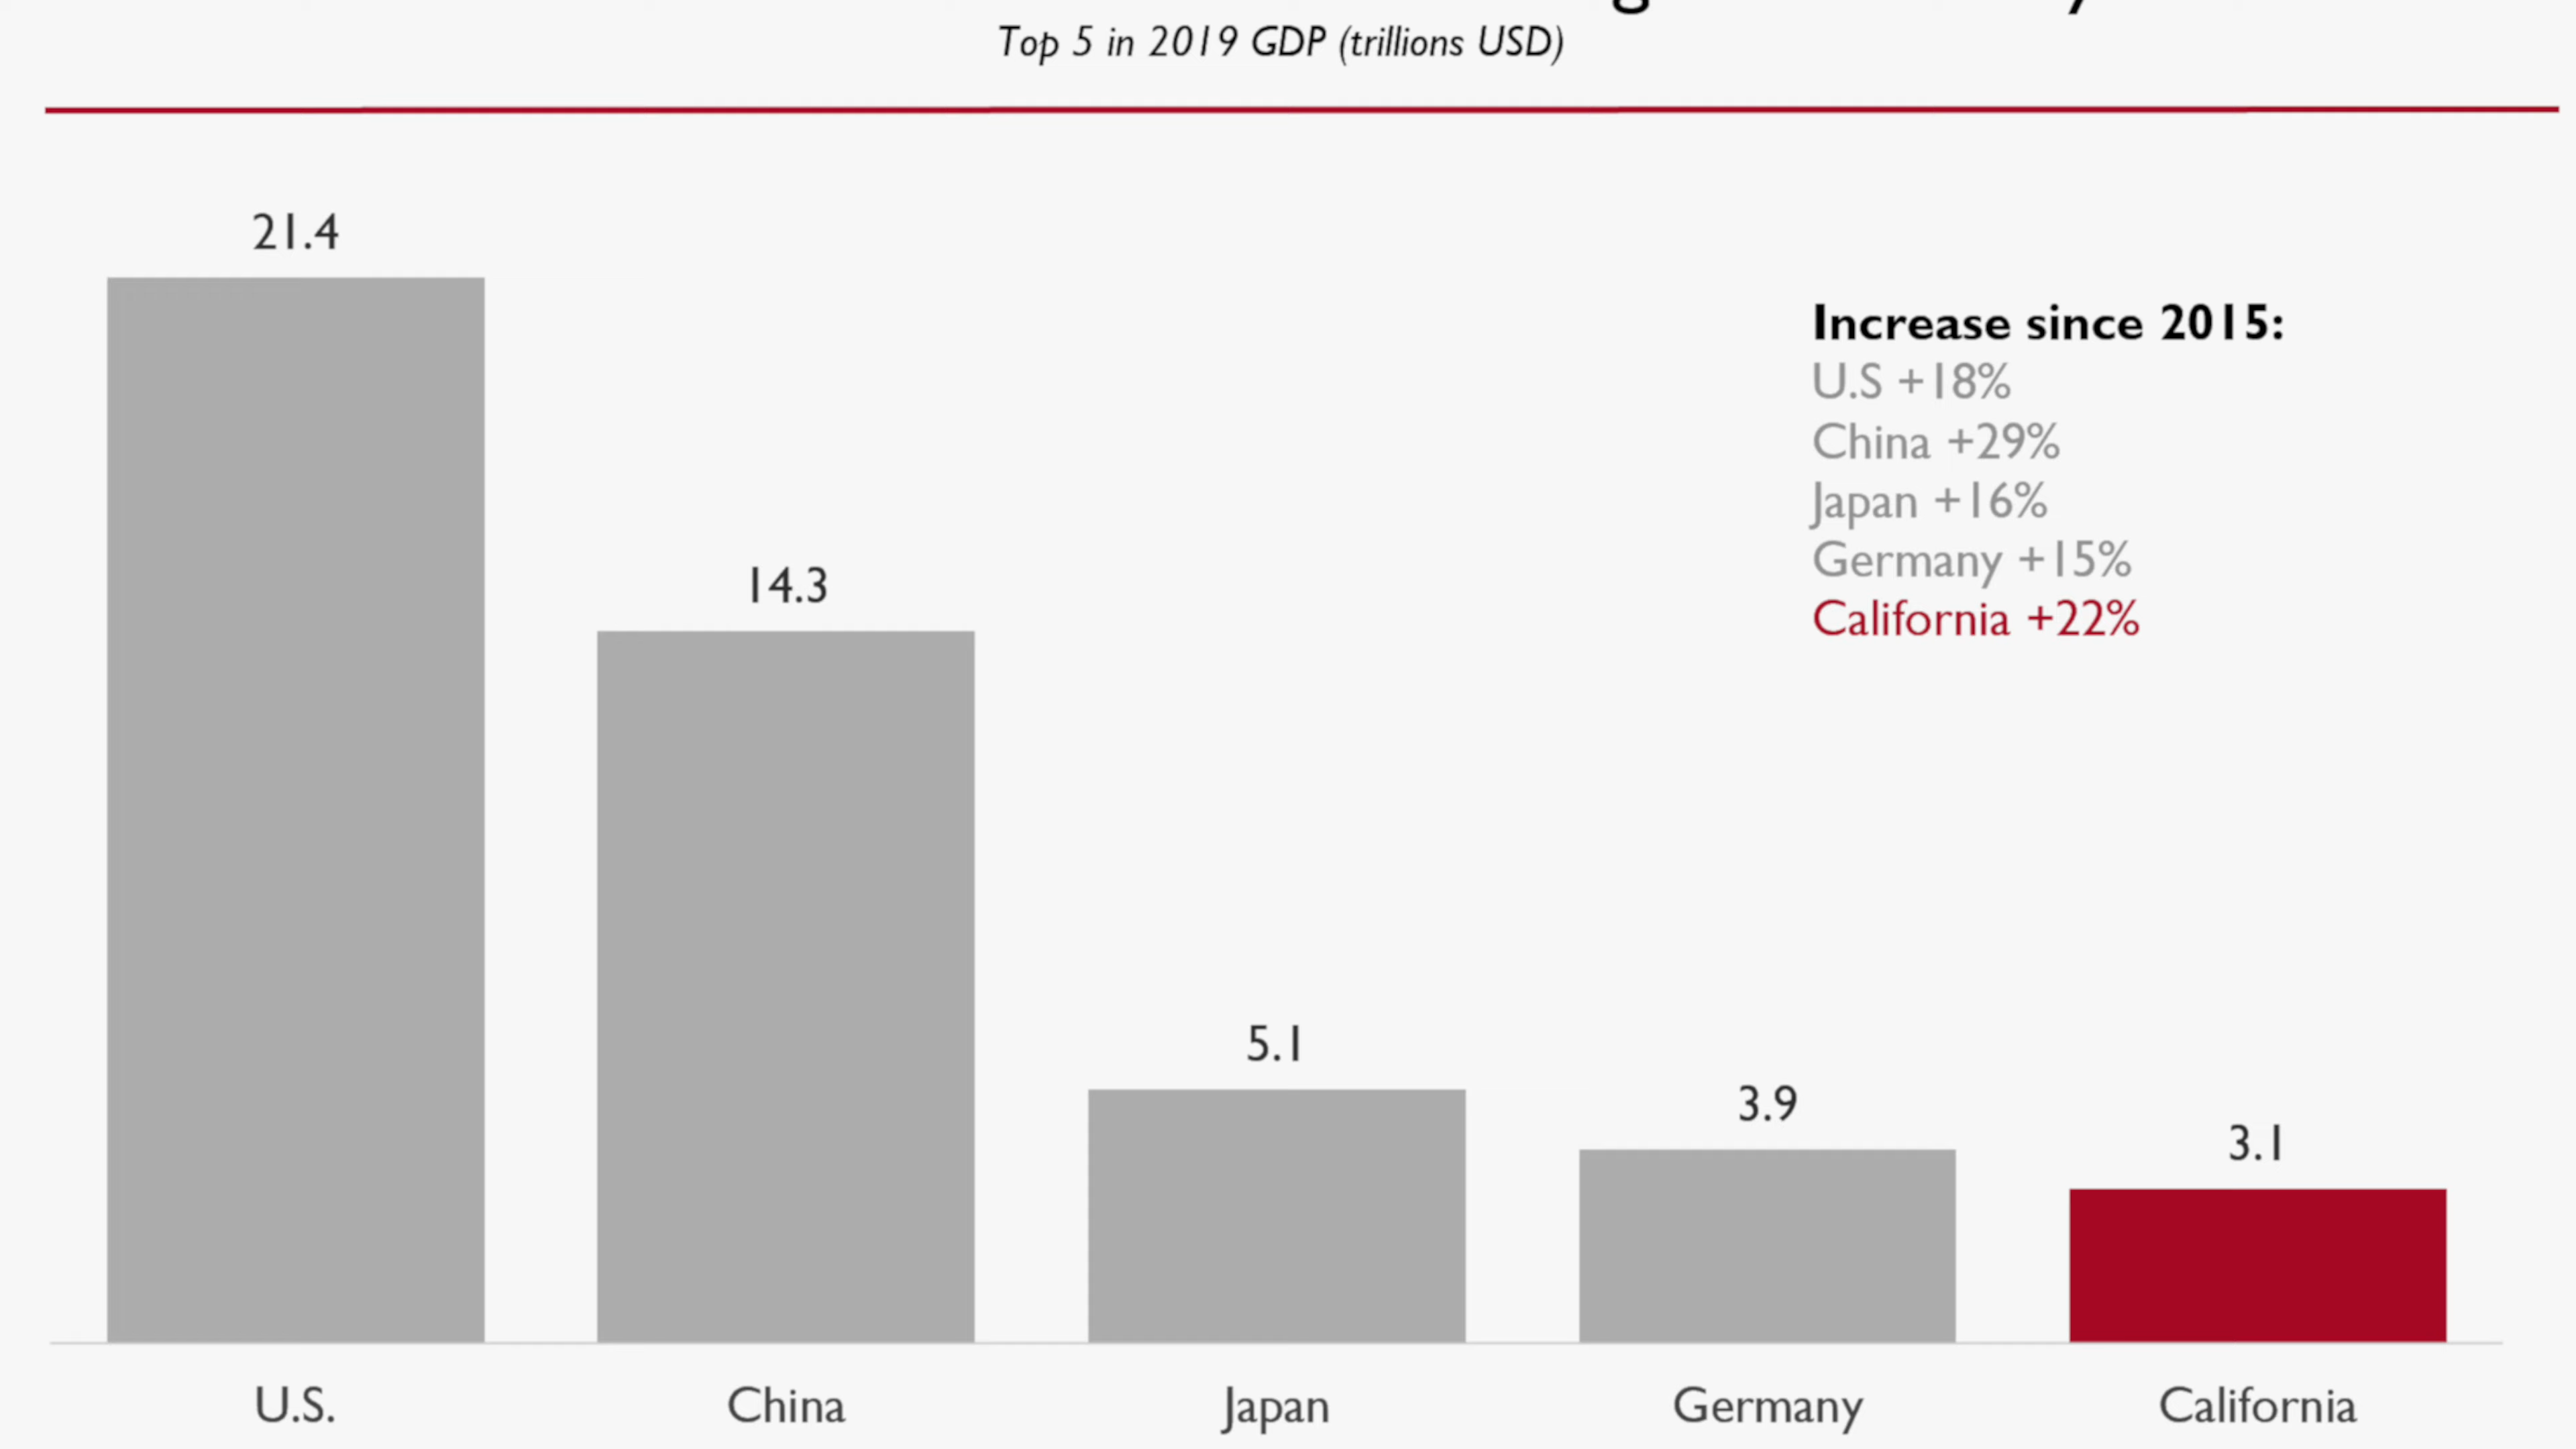 Top 5 in 2019 GDP (trillions USD)
21.4
14.3
5.1
3.9
3.1
Increase since 2015:
U.S +18%
China +29%
Japan +16%
Germany +15%
California +22%
U.S.
China
Japan
Germany
California